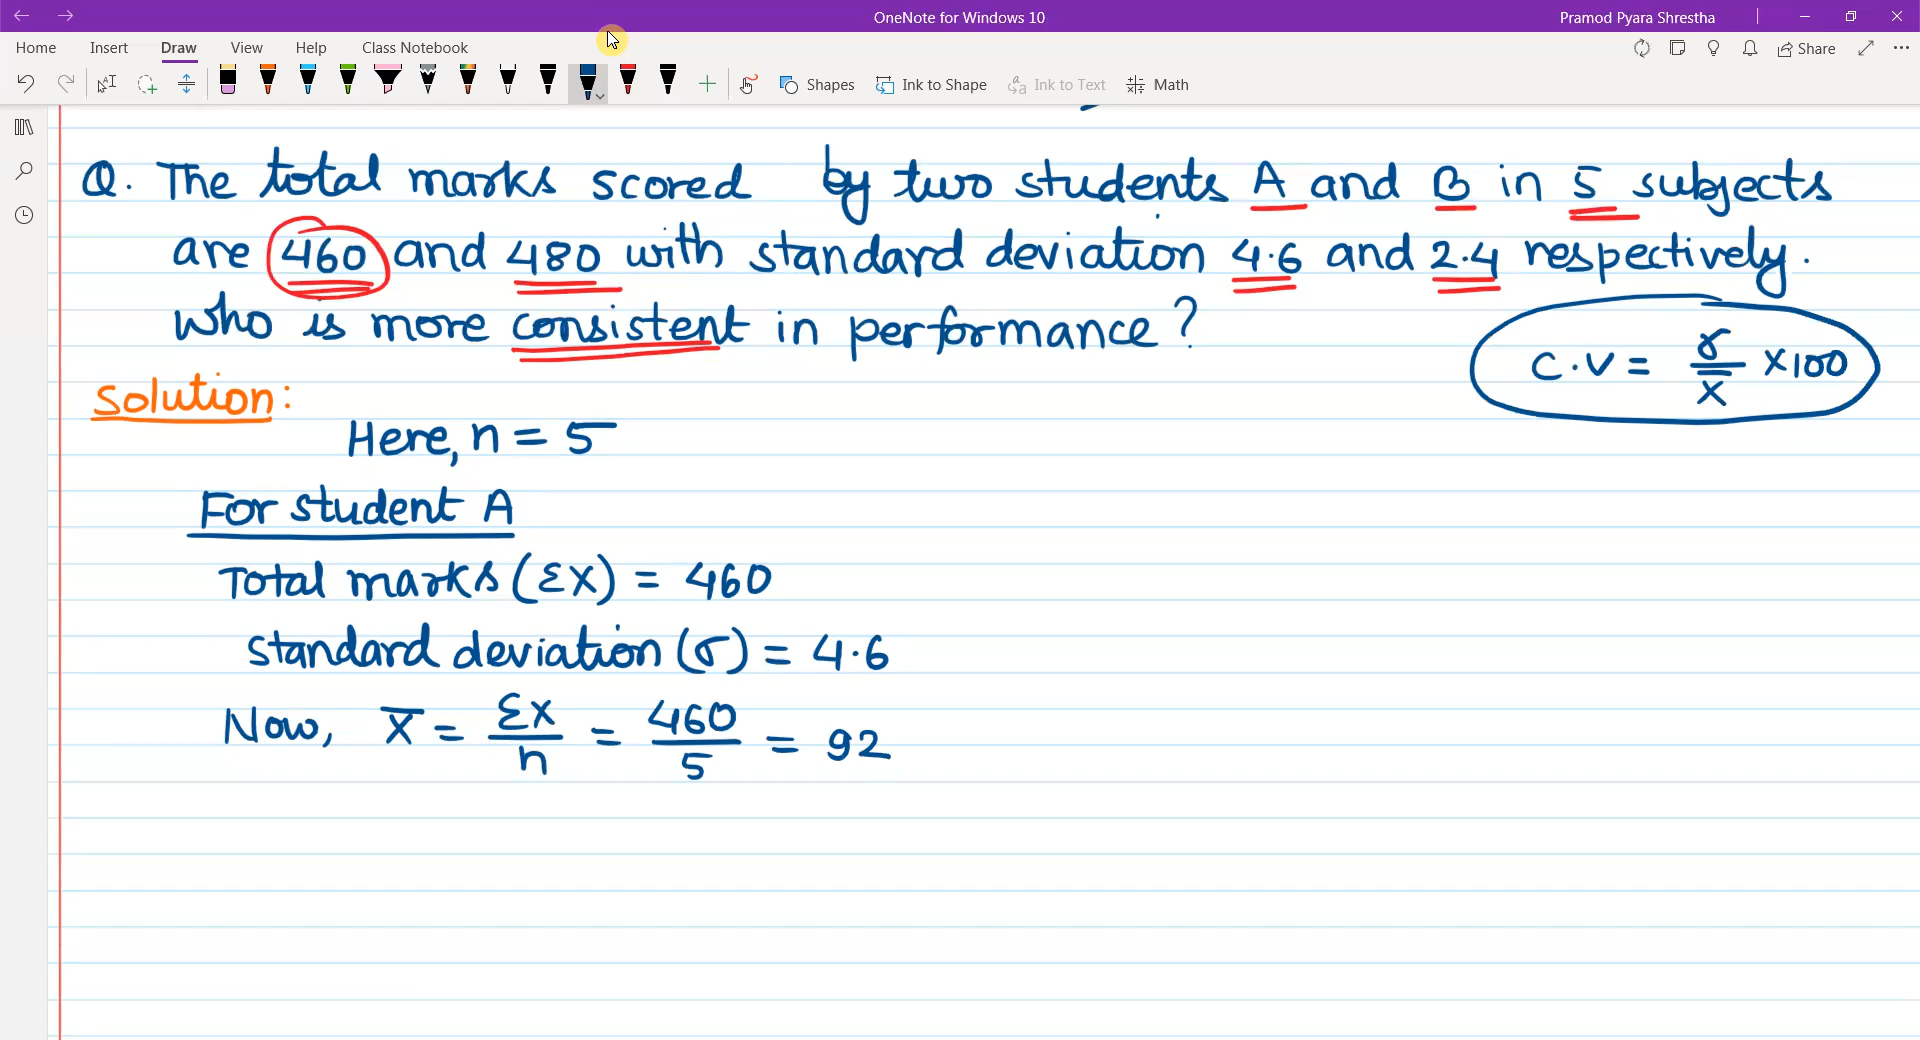 OneNote for Windows 10
Pramod Pyara Shrestha
Home Insert Draw View Help Class Notebook
Share
Shapes Ink to Shape Ink to Text Math
Q. The total marks scored by two students A and B in 5 subjects
are 460 and 480 with standard deviation 4.6 and 2.4 respectively.
who is more consistent in performance?
C.V = σ/X̄ ×100
Solution:
Here, n = 5
For student A
Total marks (ΣX) = 460
standard deviation (σ) = 4.6
Now, X̄ = ΣX/n = 460/5 = 92